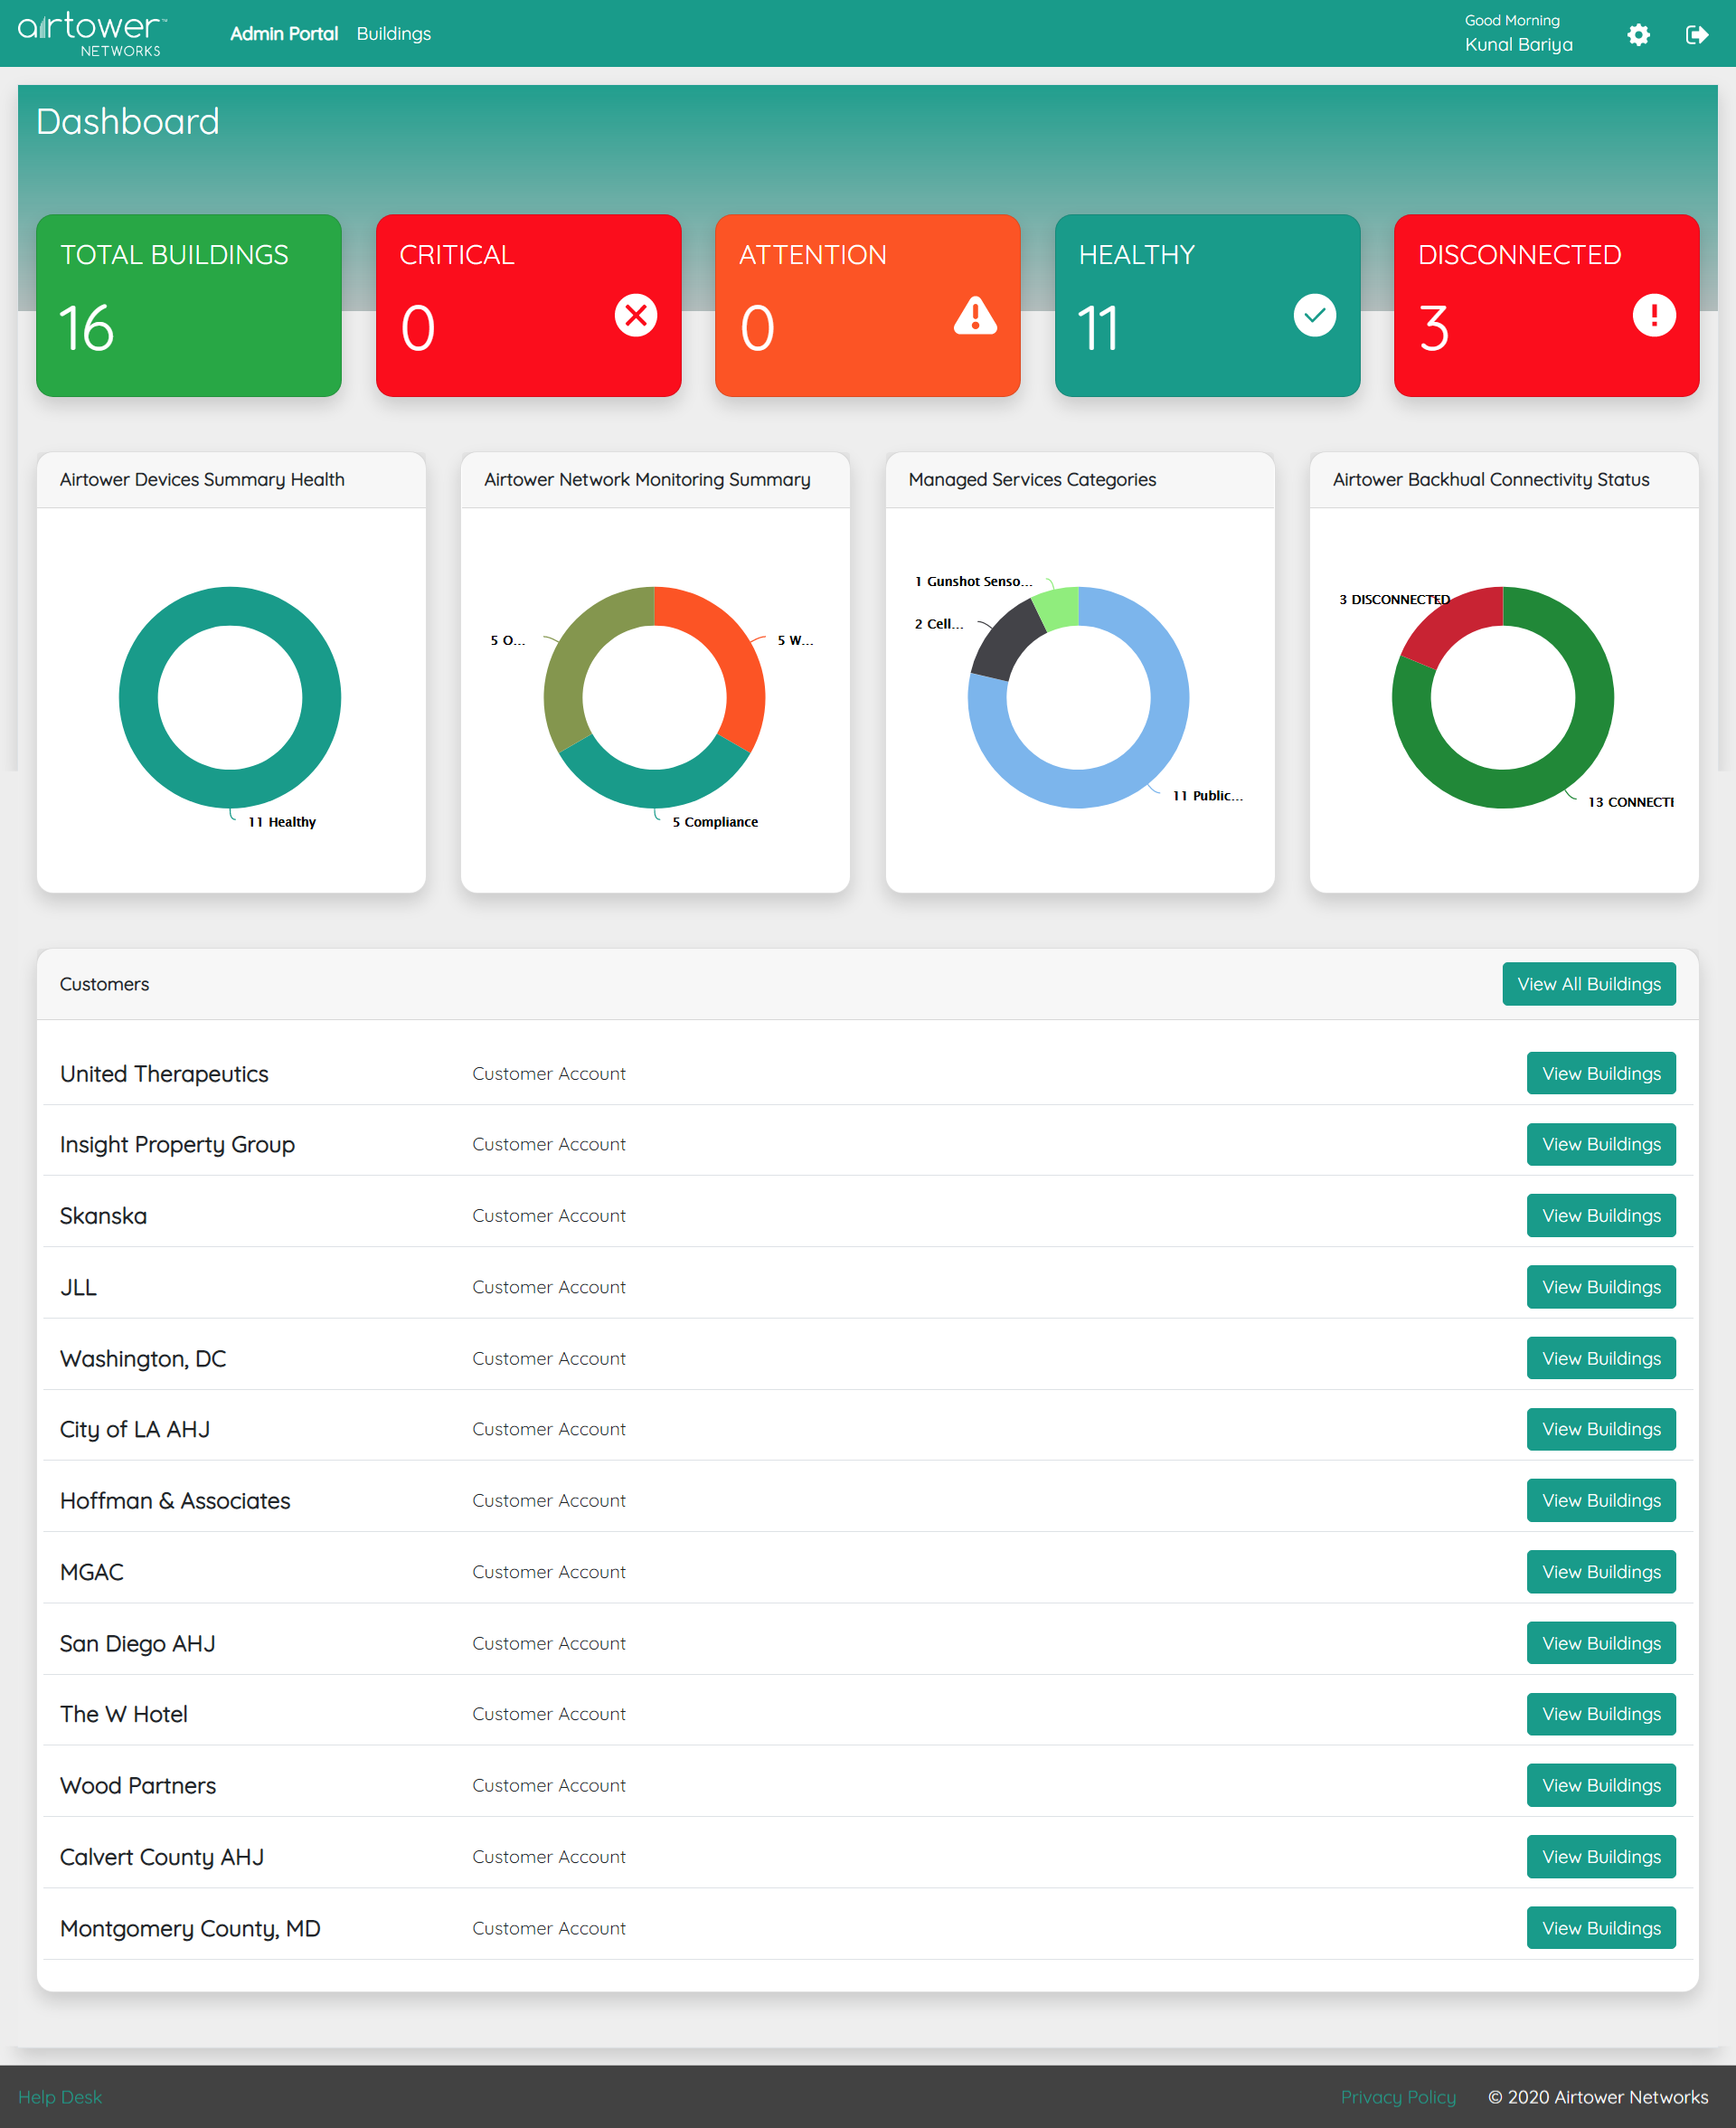 airtower™
NETWORKS
Admin Portal Buildings
Good Morning
Kunal Bariya
Dashboard
TOTAL BUILDINGS
16
CRITICAL
0
ATTENTION
0
HEALTHY
11
DISCONNECTED
3
Airtower Devices Summary Health
11 Healthy
Airtower Network Monitoring Summary
5 O...
5 W...
5 Compliance
Managed Services Categories
1 Gunshot Senso...
2 Cell...
11 Public...
Airtower Backhual Connectivity Status
3 DISCONNECTED
13 CONNECTI
Customers View All Buildings
United Therapeutics Customer Account View Buildings
Insight Property Group Customer Account View Buildings
Skanska Customer Account View Buildings
JLL Customer Account View Buildings
Washington, DC Customer Account View Buildings
City of LA AHJ Customer Account View Buildings
Hoffman & Associates Customer Account View Buildings
MGAC Customer Account View Buildings
San Diego AHJ Customer Account View Buildings
The W Hotel Customer Account View Buildings
Wood Partners Customer Account View Buildings
Calvert County AHJ Customer Account View Buildings
Montgomery County, MD Customer Account View Buildings
Help Desk Privacy Policy © 2020 Airtower Networks